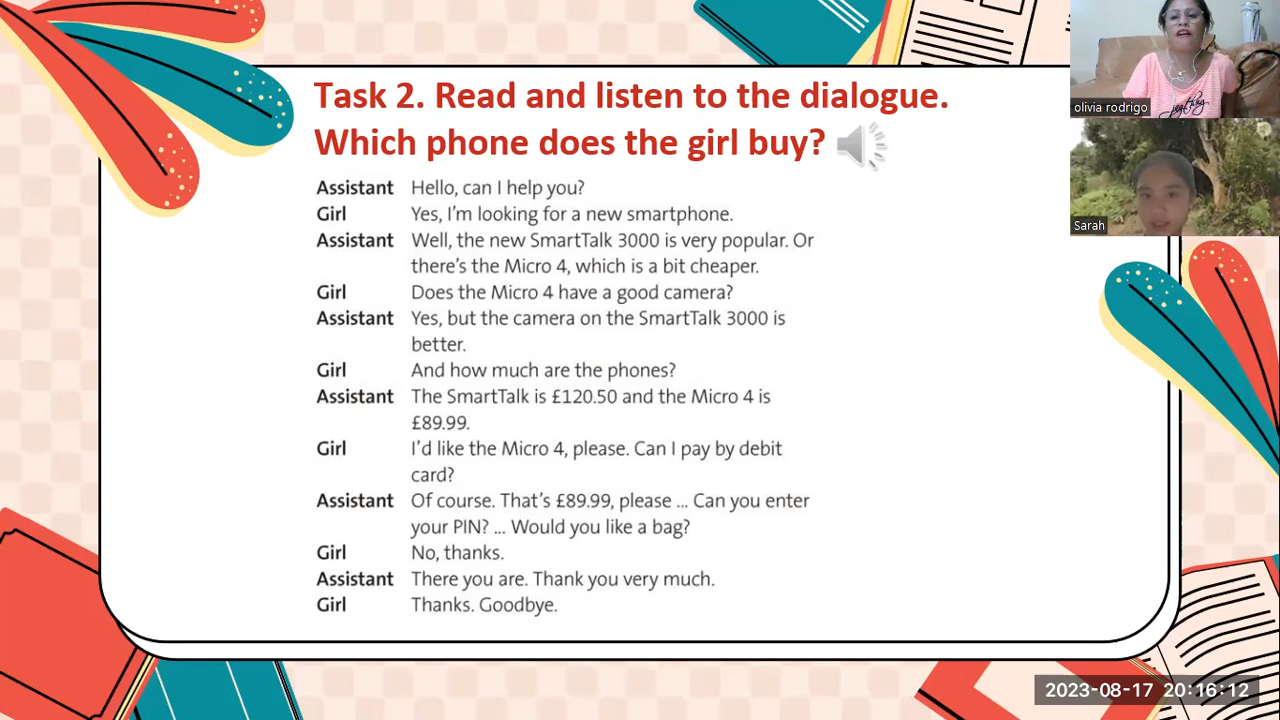 Task 2. Read and listen to the dialogue.
Which phone does the girl buy?
Assistant Hello, can I help you?
Girl Yes, I'm looking for a new smartphone.
Assistant Well, the new SmartTalk 3000 is very popular. Or
there's the Micro 4, which is a bit cheaper.
Girl Does the Micro 4 have a good camera?
Assistant Yes, but the camera on the SmartTalk 3000 is
better.
Girl And how much are the phones?
Assistant The SmartTalk is £120.50 and the Micro 4 is
£89.99.
Girl I'd like the Micro 4, please. Can I pay by debit
card?
Assistant Of course. That's £89.99, please ... Can you enter
your PIN? ... Would you like a bag?
Girl No, thanks.
Assistant There you are. Thank you very much.
Girl Thanks. Goodbye.
olivia rodrigo
Sarah
2023-08-17 20:16:12